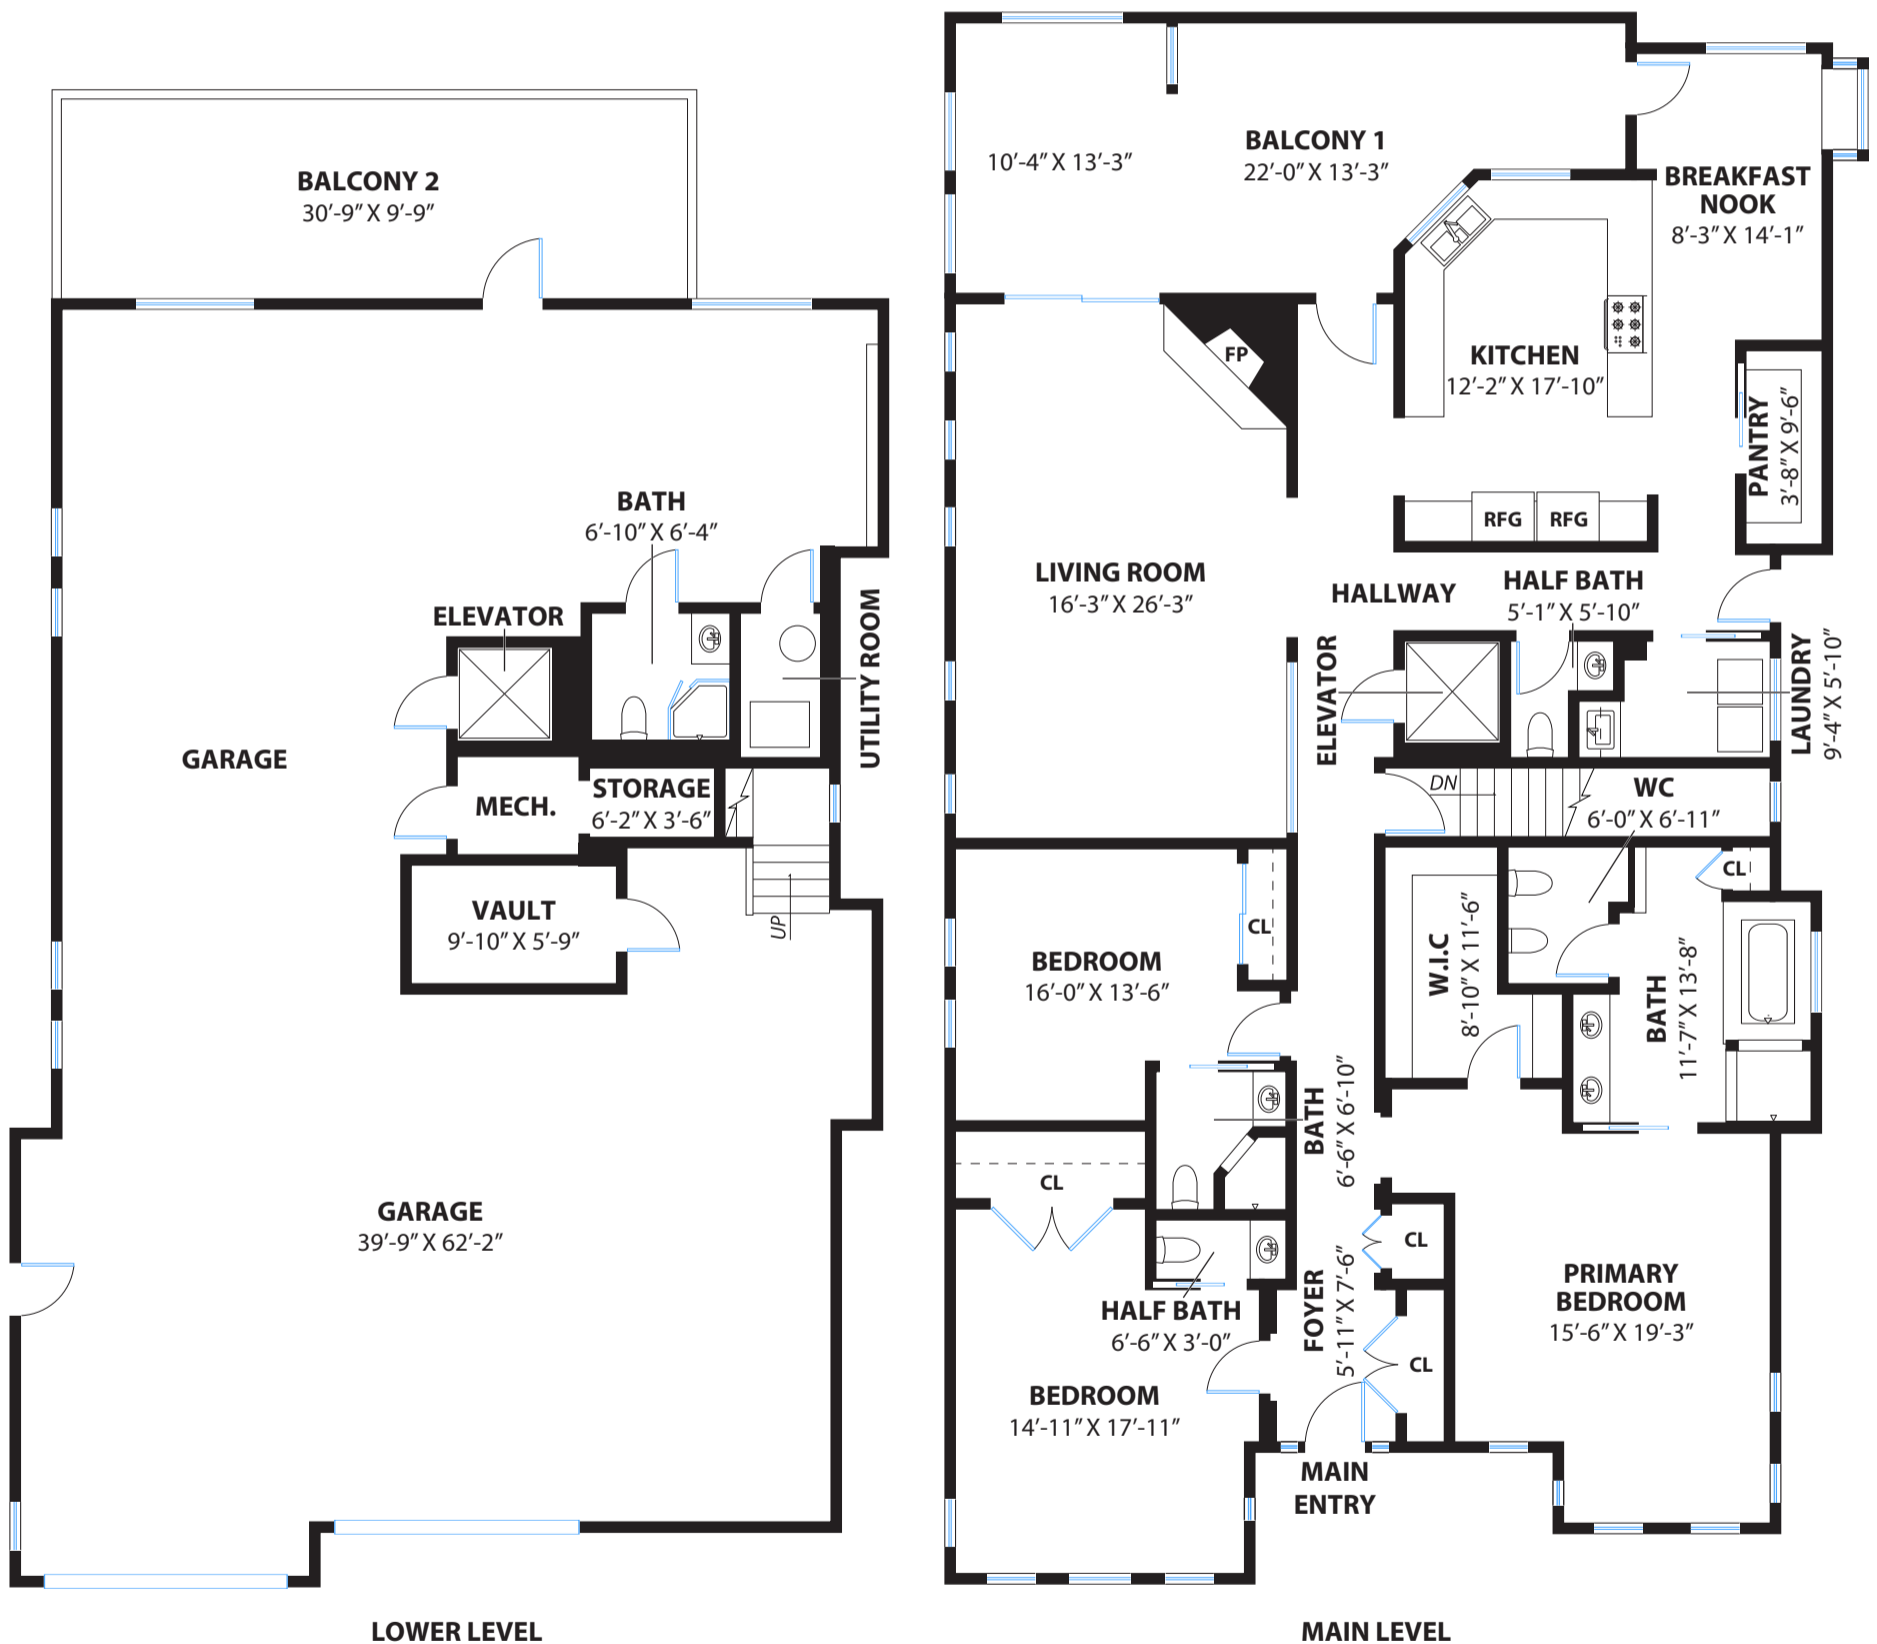 BALCONY 2
30′-9″ X 9′-9″
BATH
6′-10″ X 6′-4″
ELEVATOR
UTILITY ROOM
GARAGE
MECH.
STORAGE
6′-2″ X 3′-6″
VAULT
9′-10″ X 5′-9″
UP
GARAGE
39′-9″ X 62′-2″
LOWER LEVEL
10′-4″ X 13′-3″
BALCONY 1
22′-0″ X 13′-3″
BREAKFAST
NOOK
8′-3″ X 14′-1″
FP
KITCHEN
12′-2″ X 17′-10″
PANTRY
3′-8″ X 9′-6″
RFG
RFG
LIVING ROOM
16′-3″ X 26′-3″
HALLWAY
HALF BATH
5′-1″ X 5′-10″
ELEVATOR
LAUNDRY
9′-4″ X 5′-10″
DN
WC
6′-0″ X 6′-11″
CL
CL
BEDROOM
16′-0″ X 13′-6″
W.I.C
8′-10″ X 11′-6″
BATH
11′-7″ X 13′-8″
BATH
6′-6″ X 6′-10″
CL
CL
FOYER
5′-11″ X 7′-6″
PRIMARY
BEDROOM
15′-6″ X 19′-3″
HALF BATH
6′-6″ X 3′-0″
CL
BEDROOM
14′-11″ X 17′-11″
MAIN
ENTRY
MAIN LEVEL